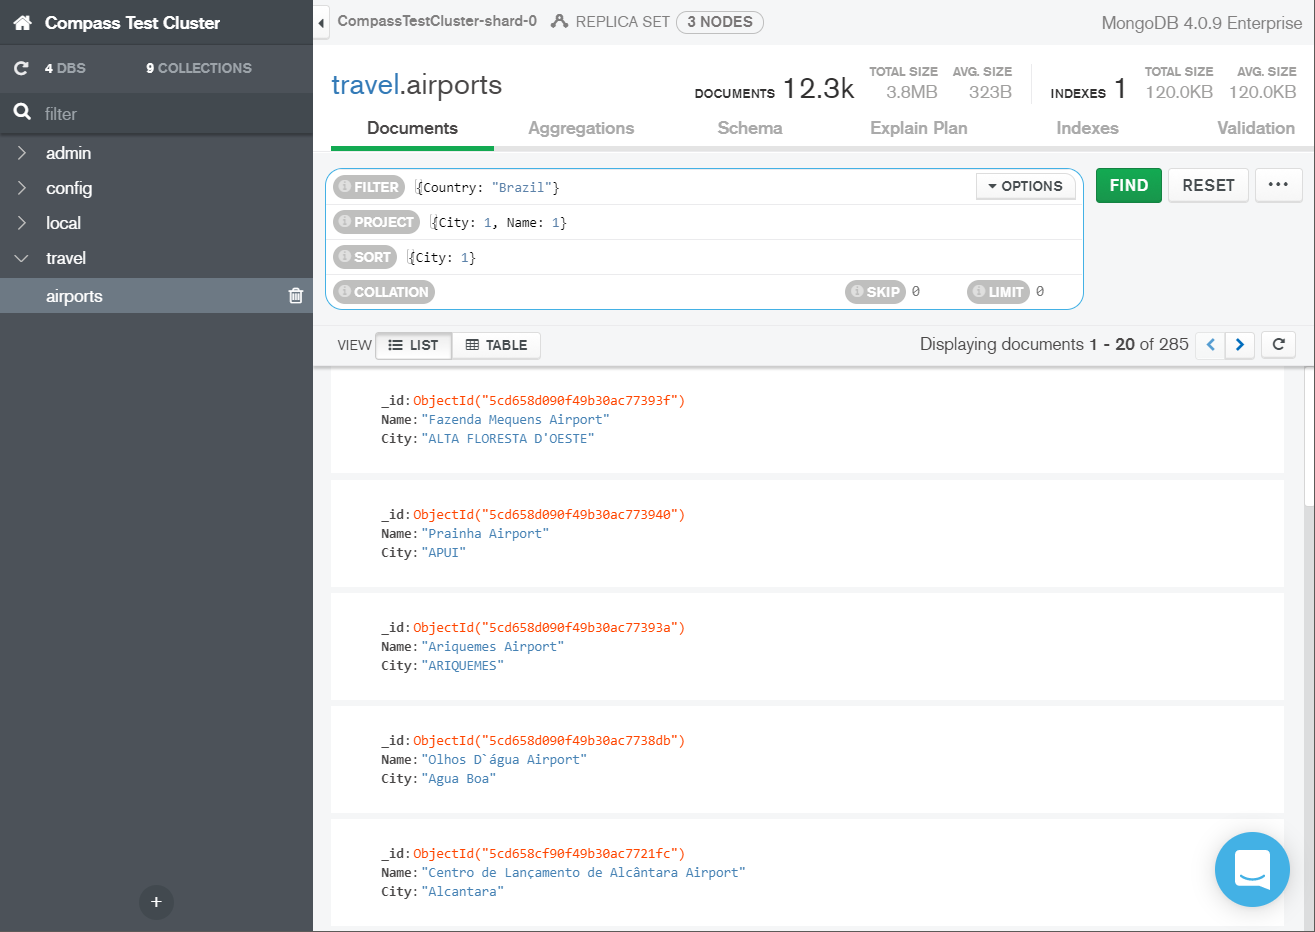 Compass Test Cluster
4 DBS 9 COLLECTIONS
filter
admin
config
local
travel
airports
+
CompassTestCluster-shard-0 REPLICA SET 3 NODES MongoDB 4.0.9 Enterprise
travel.airports
DOCUMENTS 12.3k TOTAL SIZE 3.8MB AVG. SIZE 323B INDEXES 1 TOTAL SIZE 120.0KB AVG. SIZE 120.0KB
Documents Aggregations Schema Explain Plan Indexes Validation
FILTER {Country: "Brazil"} OPTIONS FIND RESET ...
PROJECT {City: 1, Name: 1}
SORT {City: 1}
COLLATION SKIP 0 LIMIT 0
VIEW LIST TABLE Displaying documents 1 - 20 of 285
_id: ObjectId("5cd658d090f49b30ac77393f")
Name: "Fazenda Mequens Airport"
City: "ALTA FLORESTA D'OESTE"
_id: ObjectId("5cd658d090f49b30ac773940")
Name: "Prainha Airport"
City: "APUI"
_id: ObjectId("5cd658d090f49b30ac77393a")
Name: "Ariquemes Airport"
City: "ARIQUEMES"
_id: ObjectId("5cd658d090f49b30ac7738db")
Name: "Olhos D`água Airport"
City: "Agua Boa"
_id: ObjectId("5cd658cf90f49b30ac7721fc")
Name: "Centro de Lançamento de Alcântara Airport"
City: "Alcantara"